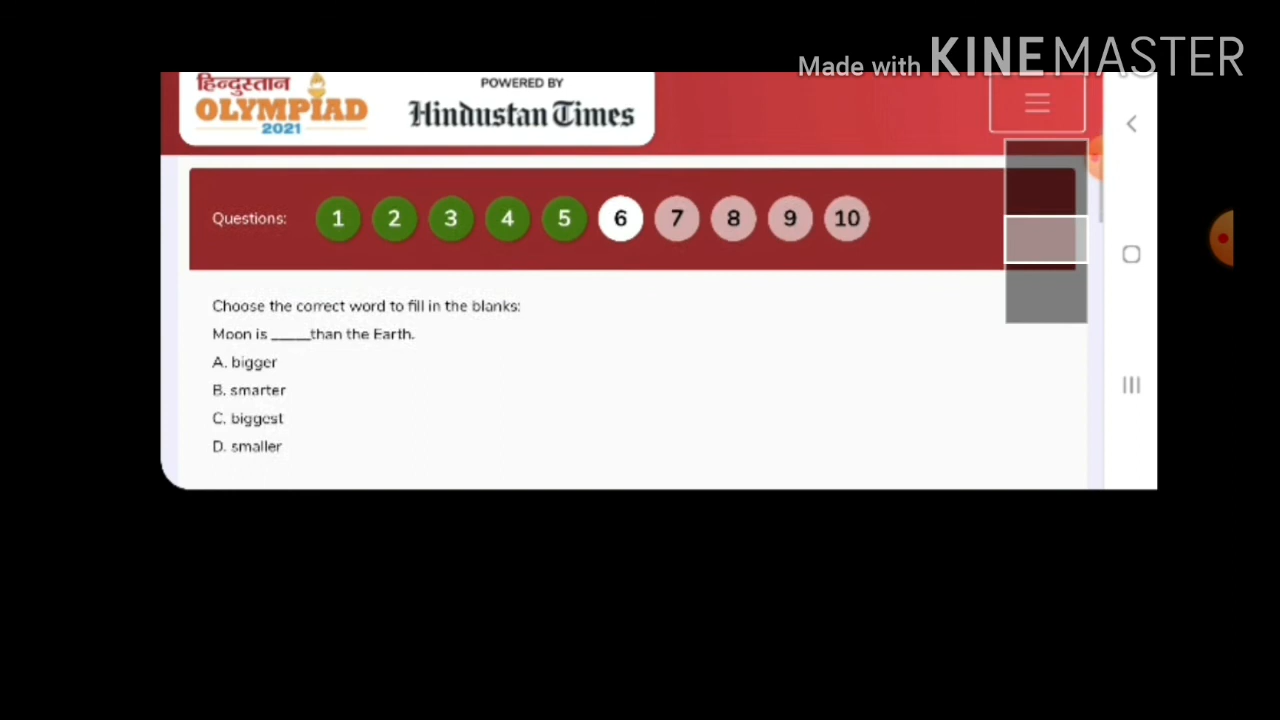 Made with KINEMASTER
हिन्दुस्तान
OLYMPIAD
2021
POWERED BY
Hindustan Times
Questions: 1 2 3 4 5 6 7 8 9 10
Choose the correct word to fill in the blanks:
Moon is _____than the Earth.
A. bigger
B. smarter
C. biggest
D. smaller